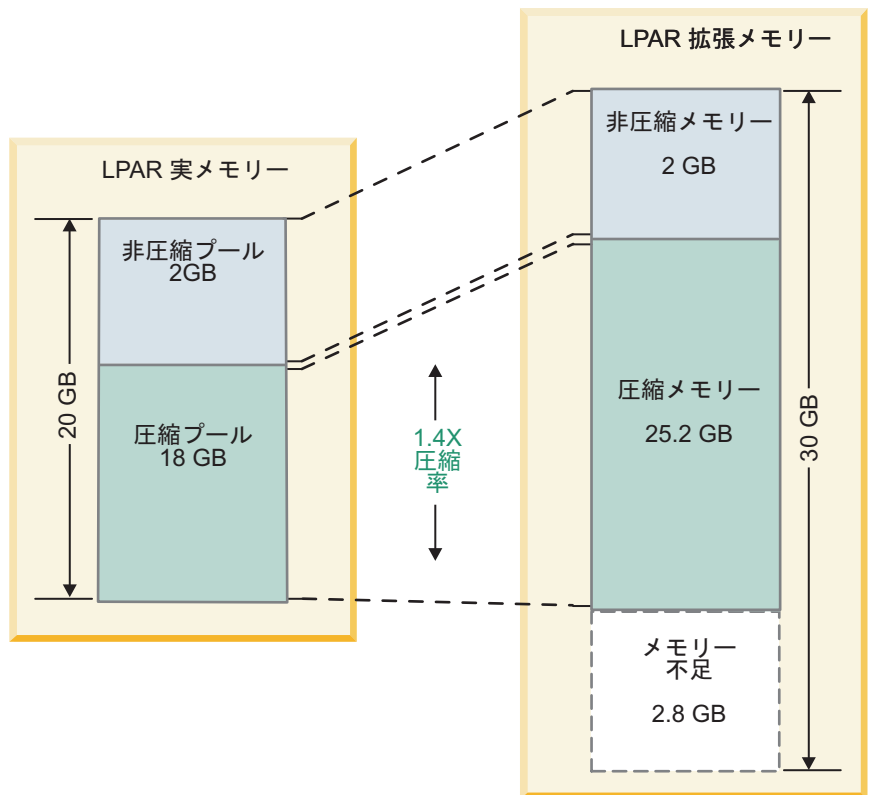 LPAR 実メモリー
20 GB
非圧縮プール
2GB
圧縮プール
18 GB
1.4X
圧縮
率
LPAR 拡張メモリー
非圧縮メモリー
2 GB
圧縮メモリー
25.2 GB
メモリー
不足
2.8 GB
30 GB